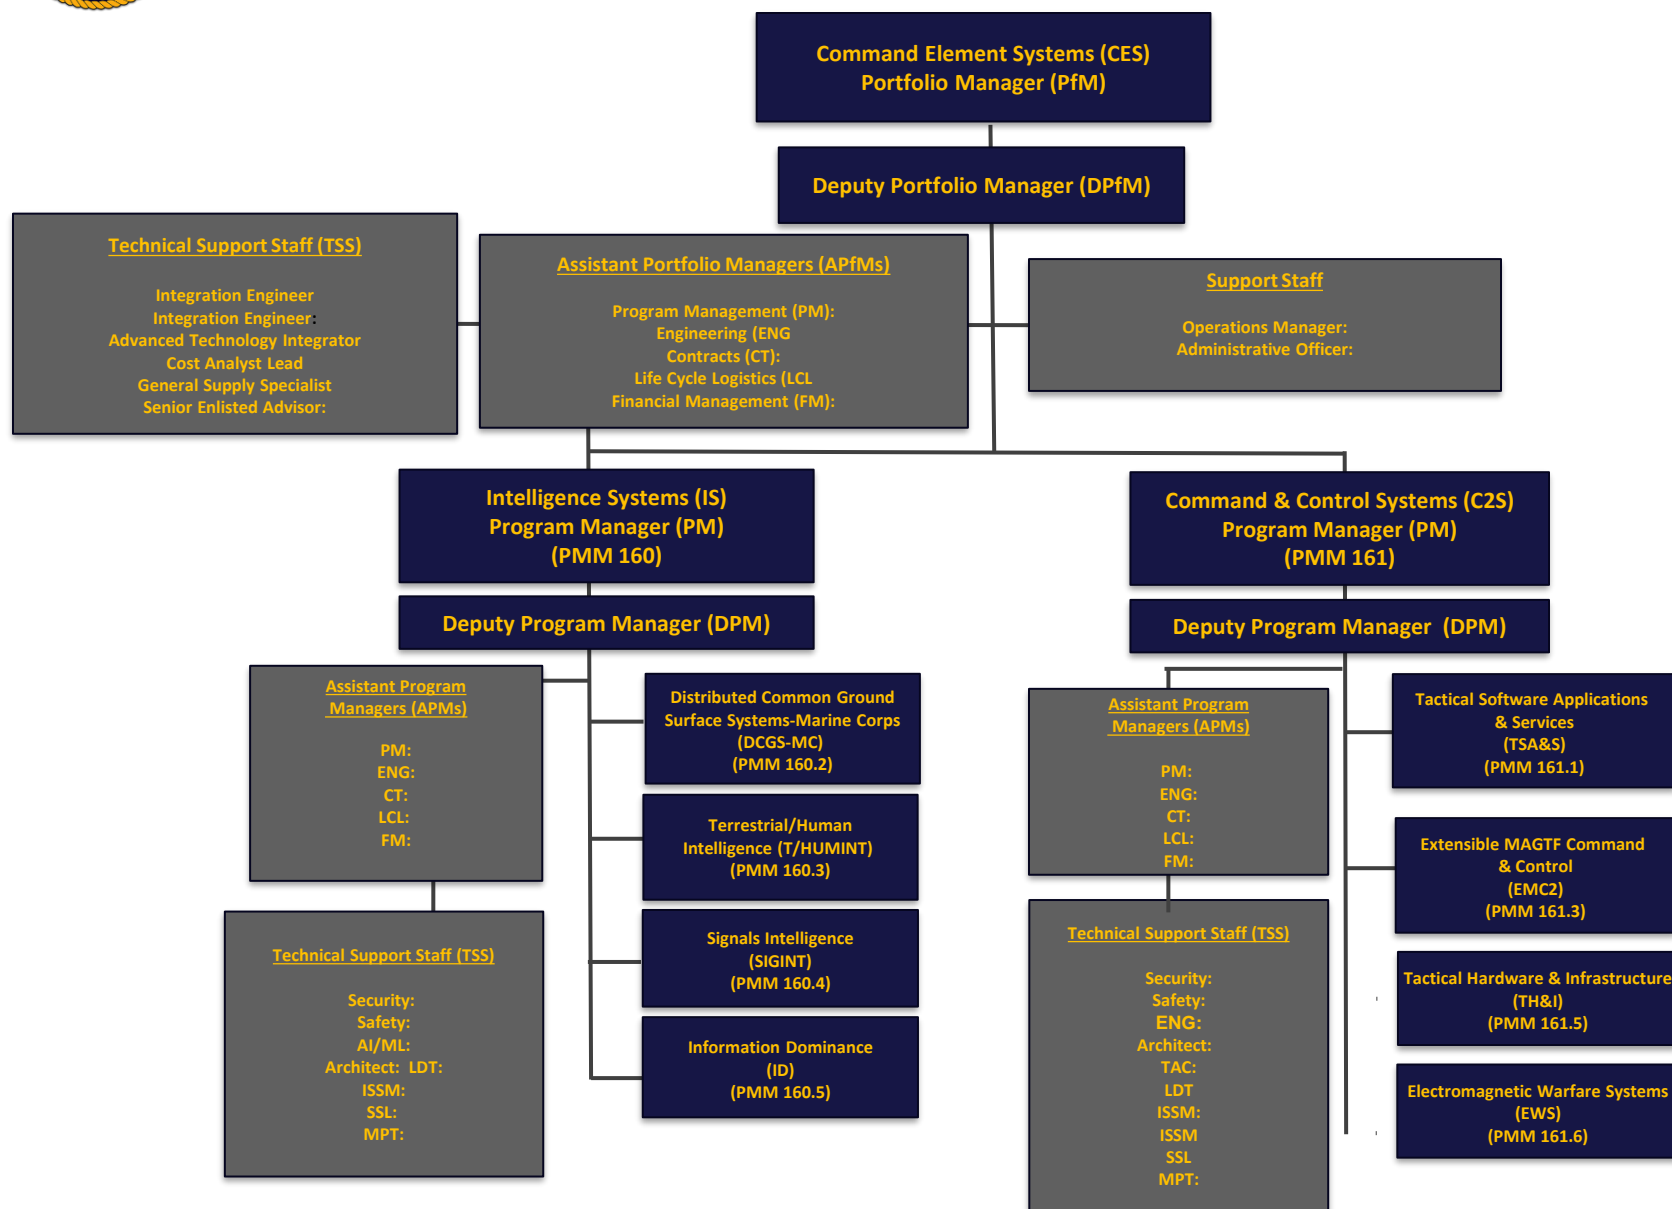 Command Element Systems (CES)
Portfolio Manager (PfM)
Deputy Portfolio Manager (DPfM)
Technical Support Staff (TSS)
Integration Engineer
Integration Engineer:
Advanced Technology Integrator
Cost Analyst Lead
General Supply Specialist
Senior Enlisted Advisor:
Assistant Portfolio Managers (APfMs)
Program Management (PM):
Engineering (ENG
Contracts (CT):
Life Cycle Logistics (LCL
Financial Management (FM):
Support Staff
Operations Manager:
Administrative Officer:
Intelligence Systems (IS)
Program Manager (PM)
(PMM 160)
Deputy Program Manager (DPM)
Assistant Program
Managers (APMs)
PM:
ENG:
CT:
LCL:
FM:
Technical Support Staff (TSS)
Security:
Safety:
AI/ML:
Architect: LDT:
ISSM:
SSL:
MPT:
Distributed Common Ground
Surface Systems-Marine Corps
(DCGS-MC)
(PMM 160.2)
Terrestrial/Human
Intelligence (T/HUMINT)
(PMM 160.3)
Signals Intelligence
(SIGINT)
(PMM 160.4)
Information Dominance
(ID)
(PMM 160.5)
Command & Control Systems (C2S)
Program Manager (PM)
(PMM 161)
Deputy Program Manager (DPM)
Assistant Program
Managers (APMs)
PM:
ENG:
CT:
LCL:
FM:
Technical Support Staff (TSS)
Security:
Safety:
ENG:
Architect:
TAC:
LDT
ISSM:
ISSM
SSL
MPT:
Tactical Software Applications
& Services
(TSA&S)
(PMM 161.1)
Extensible MAGTF Command
& Control
(EMC2)
(PMM 161.3)
Tactical Hardware & Infrastructure
(TH&I)
(PMM 161.5)
Electromagnetic Warfare Systems
(EWS)
(PMM 161.6)